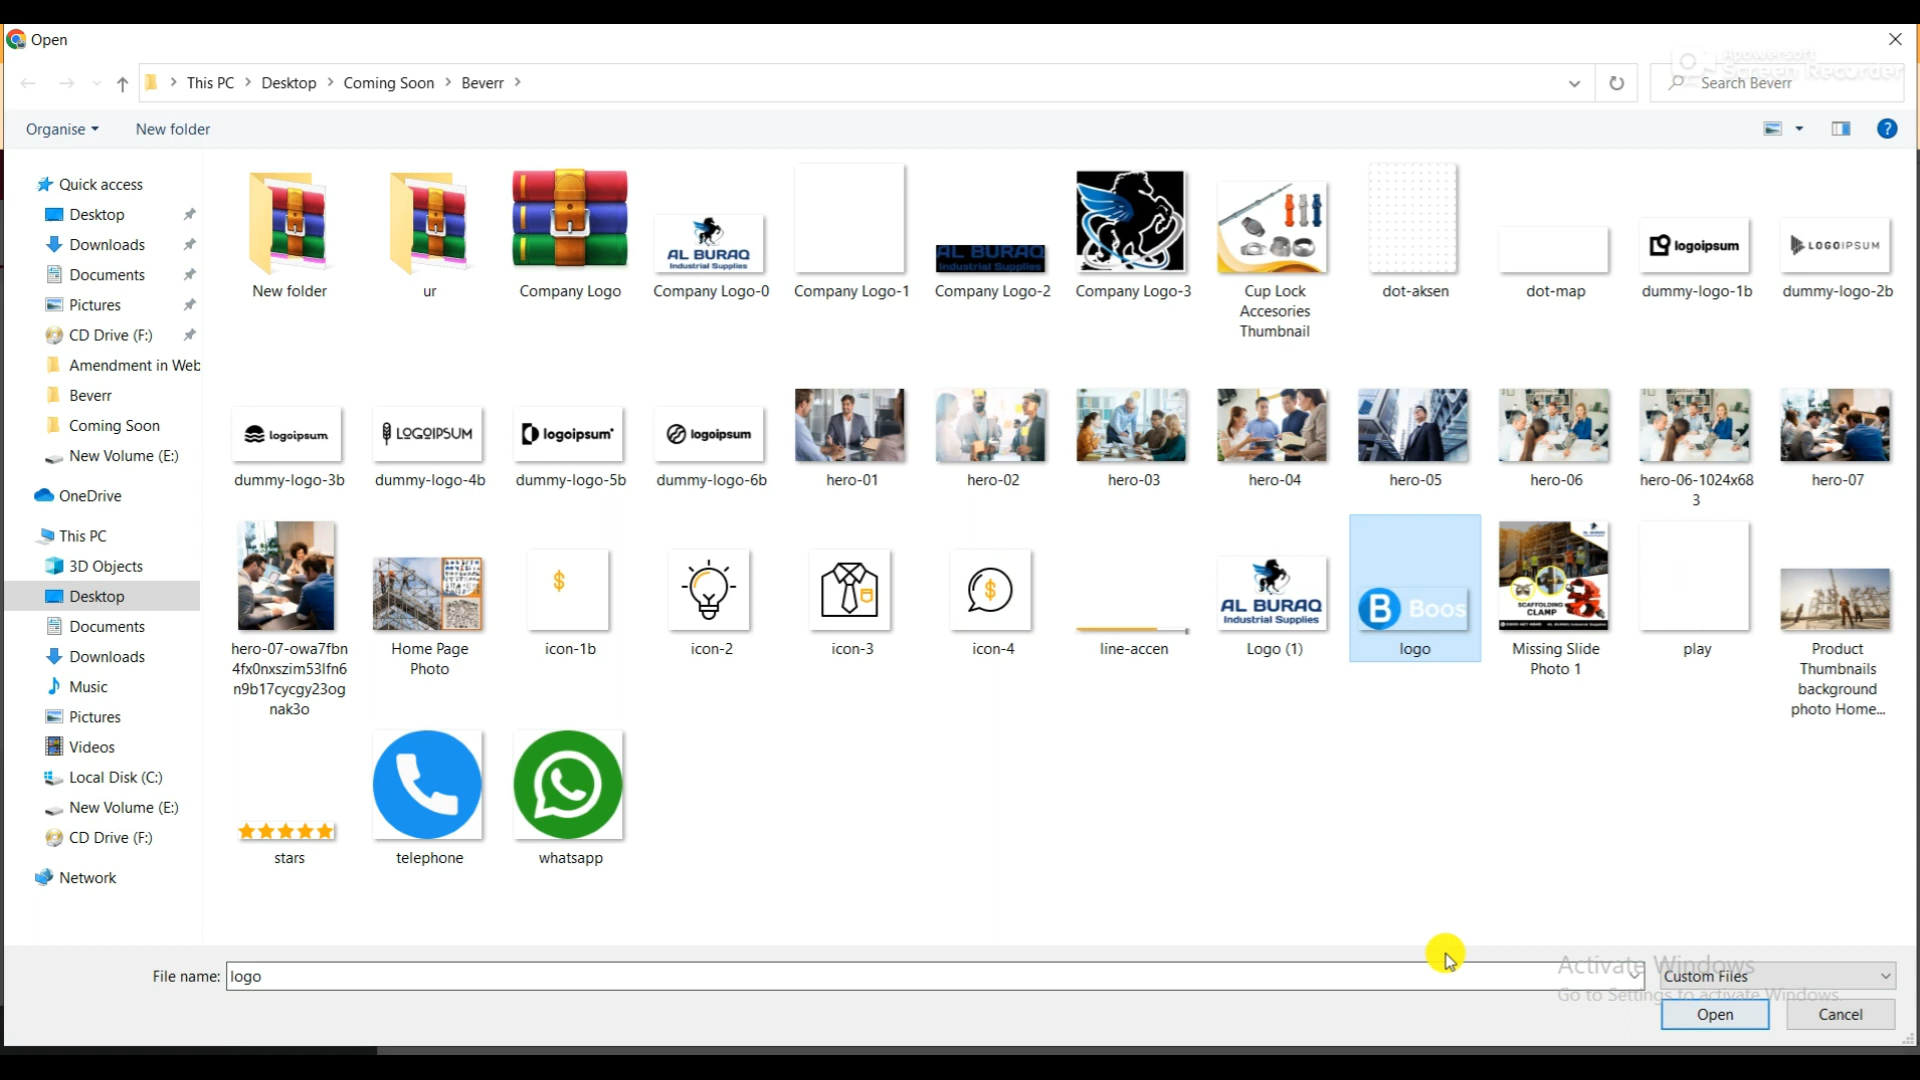 Open
Apowersoft
Screen Recorder
This PC > Desktop > Coming Soon > Beverr >
Search Beverr
Organise
New folder
Quick access
Desktop
Downloads
Documents
Pictures
CD Drive (F:)
Amendment in Web
Beverr
Coming Soon
New Volume (E:)
OneDrive
This PC
3D Objects
Desktop
Documents
Downloads
Music
Pictures
Videos
Local Disk (C:)
New Volume (E:)
CD Drive (F:)
Network
AL BURAQ
Industrial Supplies
AL BURAQ
Industrial Supplies
logoipsum
LOGOIPSUM
New folder
ur
Company Logo
Company Logo-0
Company Logo-1
Company Logo-2
Company Logo-3
Cup Lock
Accesories
Thumbnail
dot-aksen
dot-map
dummy-logo-1b
dummy-logo-2b
logoipsum
LOGOIPSUM
logoipsum
logoipsum
dummy-logo-3b
dummy-logo-4b
dummy-logo-5b
dummy-logo-6b
hero-01
hero-02
hero-03
hero-04
hero-05
hero-06
hero-06-1024x68
3
hero-07
$
$
AL BURAQ
Industrial Supplies
B Boos
SCAFFOLDING
CLAMP
hero-07-owa7fbn
4fx0nxszim53lfn6
n9b17cycgy23og
nak3o
Home Page
Photo
icon-1b
icon-2
icon-3
icon-4
line-accen
Logo (1)
logo
Missing Slide
Photo 1
play
Product
Thumbnails
background
photo Home...
stars
telephone
whatsapp
File name:
logo
Custom Files
Activate Windows
Go to Settings to activate Windows.
Open
Cancel